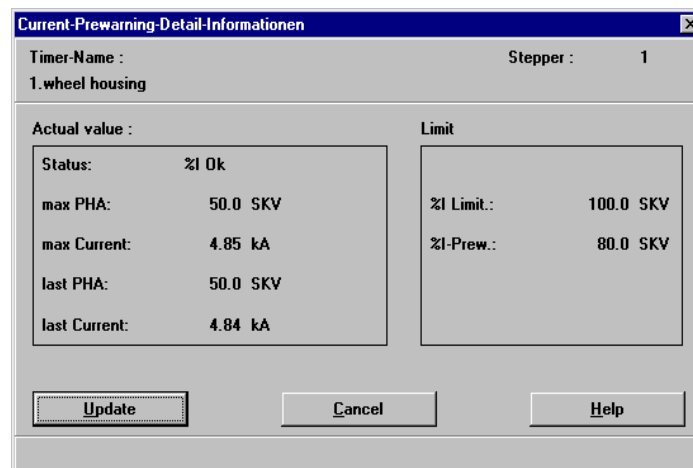 Current-Prewarning-Detail-Informationen
Timer-Name : Stepper : 1
1.wheel housing
Actual value :
Status: %I Ok
max PHA: 50.0 SKV
max Current: 4.85 kA
last PHA: 50.0 SKV
last Current: 4.84 kA
Limit
%I Limit.: 100.0 SKV
%I-Prew.: 80.0 SKV
Update Cancel Help